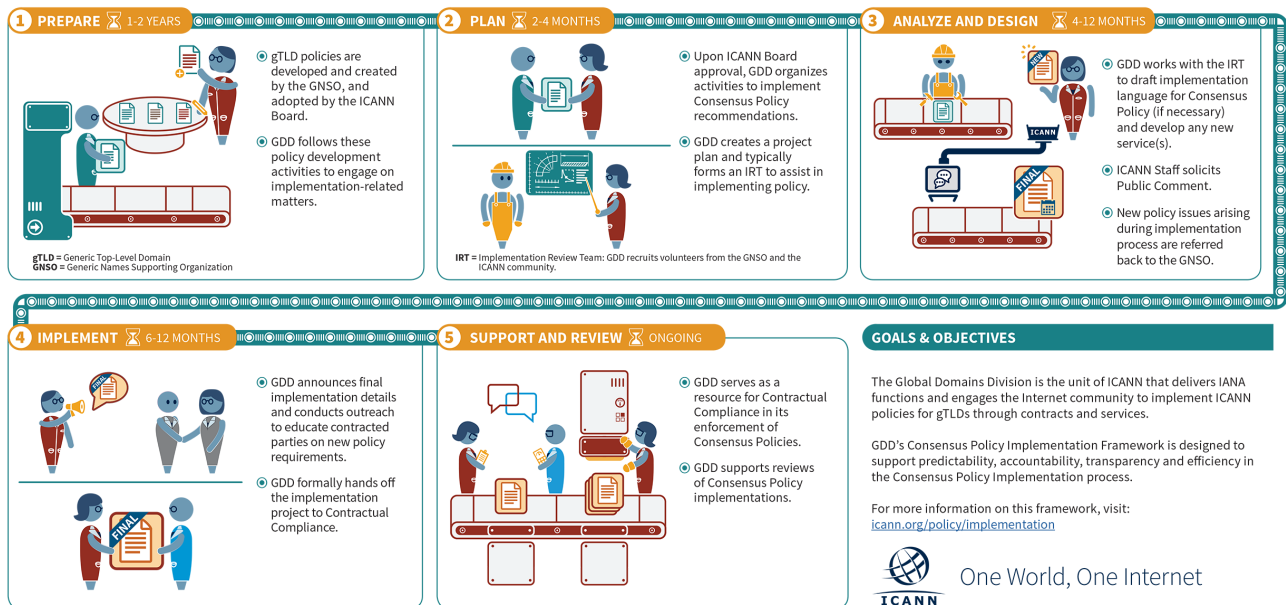 1 PREPARE 1-2 YEARS
gTLD policies are
developed and created
by the GNSO, and
adopted by the ICANN
Board.
GDD follows these
policy development
activities to engage on
implementation-related
matters.
gTLD = Generic Top-Level Domain
GNSO = Generic Names Supporting Organization
2 PLAN 2-4 MONTHS
Upon ICANN Board
approval, GDD organizes
activities to implement
Consensus Policy
recommendations.
GDD creates a project
plan and typically
forms an IRT to assist in
implementing policy.
IRT = Implementation Review Team: GDD recruits volunteers from the GNSO and the
ICANN community.
3 ANALYZE AND DESIGN 4-12 MONTHS
NEW
ICANN
FINAL
GDD works with the IRT
to draft implementation
language for Consensus
Policy (if necessary)
and develop any new
service(s).
ICANN Staff solicits
Public Comment.
New policy issues arising
during implementation
process are referred
back to the GNSO.
4 IMPLEMENT 6-12 MONTHS
FINAL
FINAL
GDD announces final
implementation details
and conducts outreach
to educate contracted
parties on new policy
requirements.
GDD formally hands off
the implementation
project to Contractual
Compliance.
5 SUPPORT AND REVIEW ONGOING
GDD serves as a
resource for Contractual
Compliance in its
enforcement of
Consensus Policies.
GDD supports reviews
of Consensus Policy
implementations.
GOALS & OBJECTIVES
The Global Domains Division is the unit of ICANN that delivers IANA
functions and engages the Internet community to implement ICANN
policies for gTLDs through contracts and services.
GDD’s Consensus Policy Implementation Framework is designed to
support predictability, accountability, transparency and efficiency in
the Consensus Policy Implementation process.
For more information on this framework, visit:
icann.org/policy/implementation
ICANN
One World, One Internet